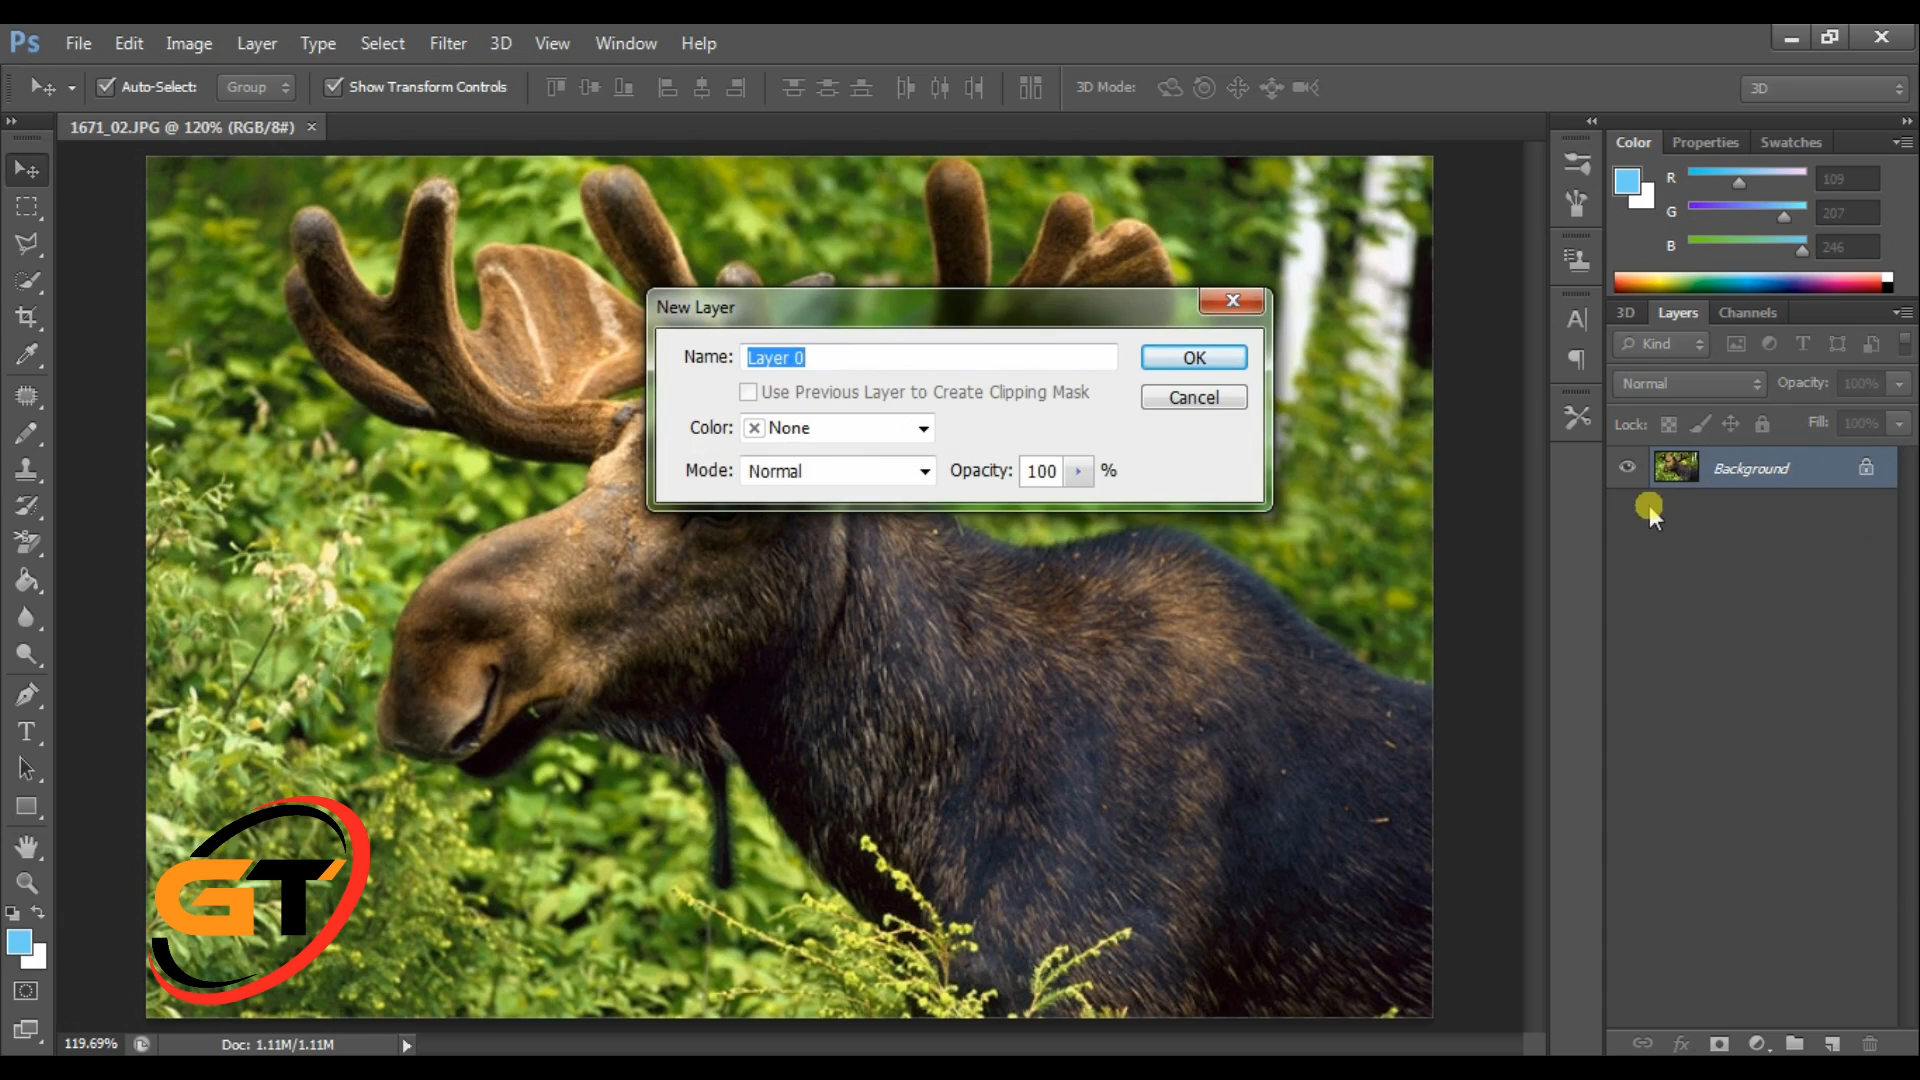 Ps File Edit Image Layer Type Select Filter 3D View Window Help
Auto-Select: Group Show Transform Controls 3D Mode: 3D
1671_02.JPG @ 120% (RGB/8#) ×
Color Properties Swatches
R 109
G 207
B 246
3D Layers Channels
Kind
Normal Opacity: 100%
Lock: Fill: 100%
Background
New Layer
Name: Layer 0 OK
Use Previous Layer to Create Clipping Mask Cancel
Color: None
Mode: Normal Opacity: 100 %
GT
fx
119.69% Doc: 1.11M/1.11M